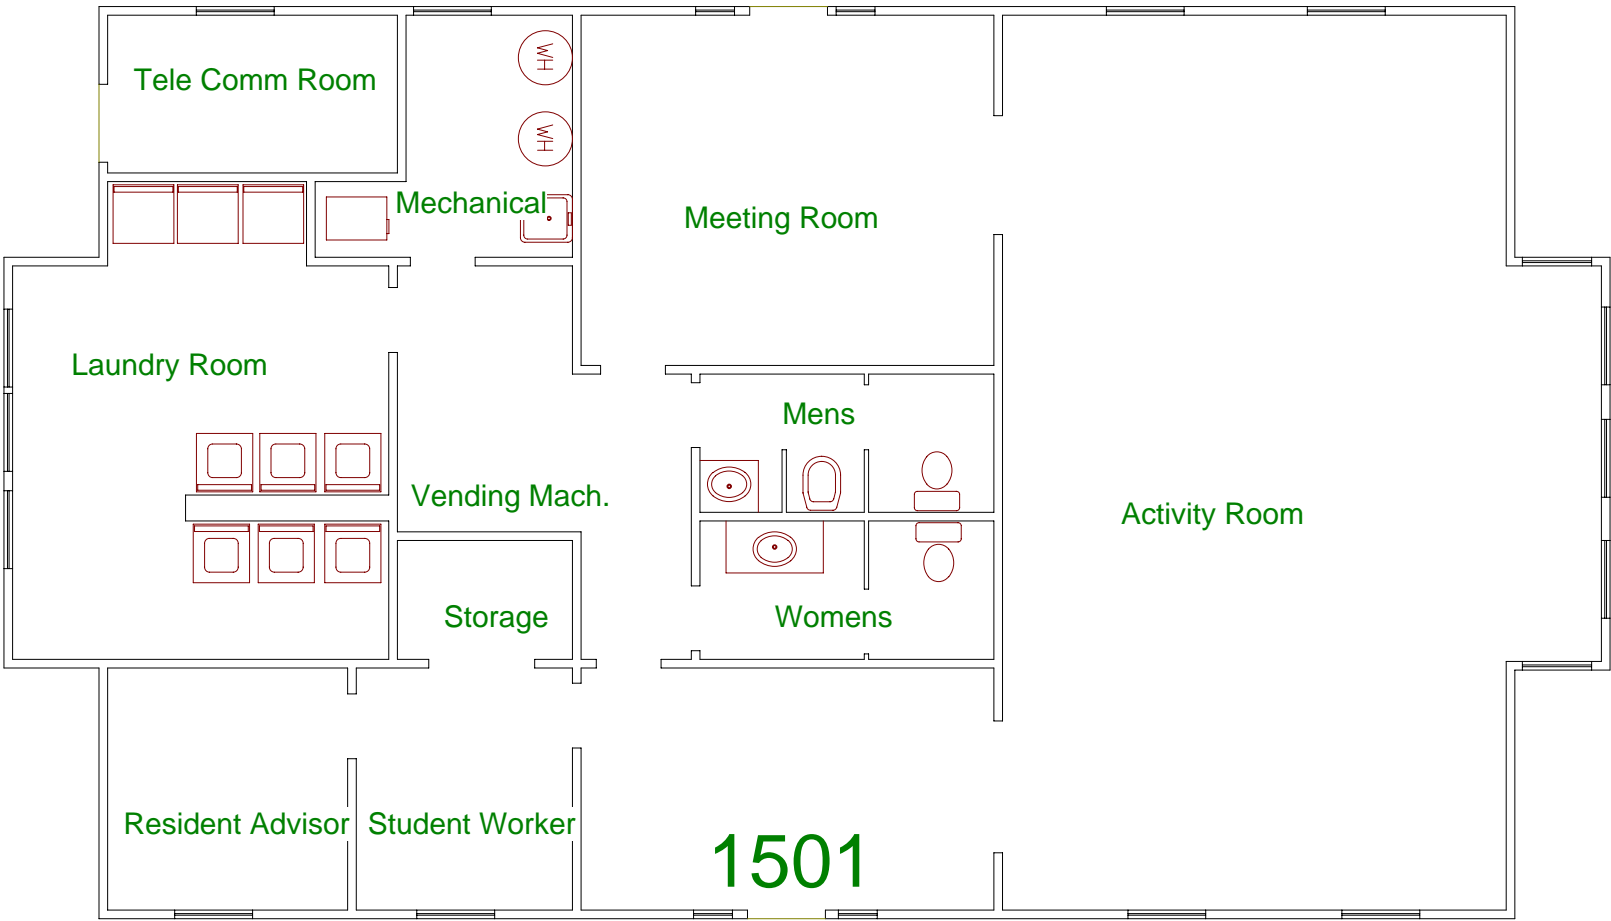 Tele Comm Room
WH
WH
Mechanical
Meeting Room
Laundry Room
Mens
Vending Mach.
Activity Room
Storage
Womens
Resident Advisor
Student Worker
1501